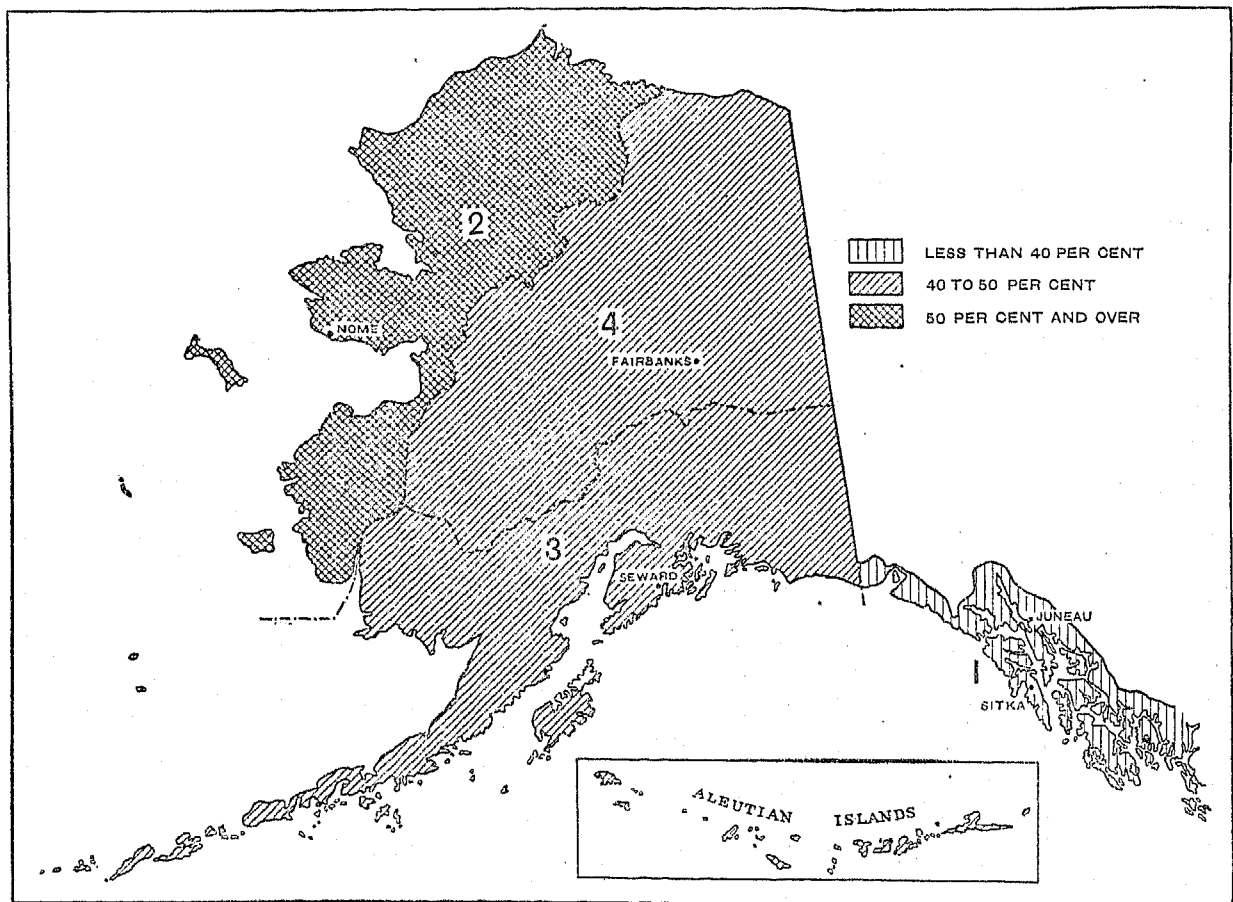 2
LESS THAN 40 PER CENT
40 TO 50 PER CENT
50 PER CENT AND OVER
NOME
4
FAIRBANKS
3
SEWARD
JUNEAU
1
SITKA
ALEUTIAN ISLANDS